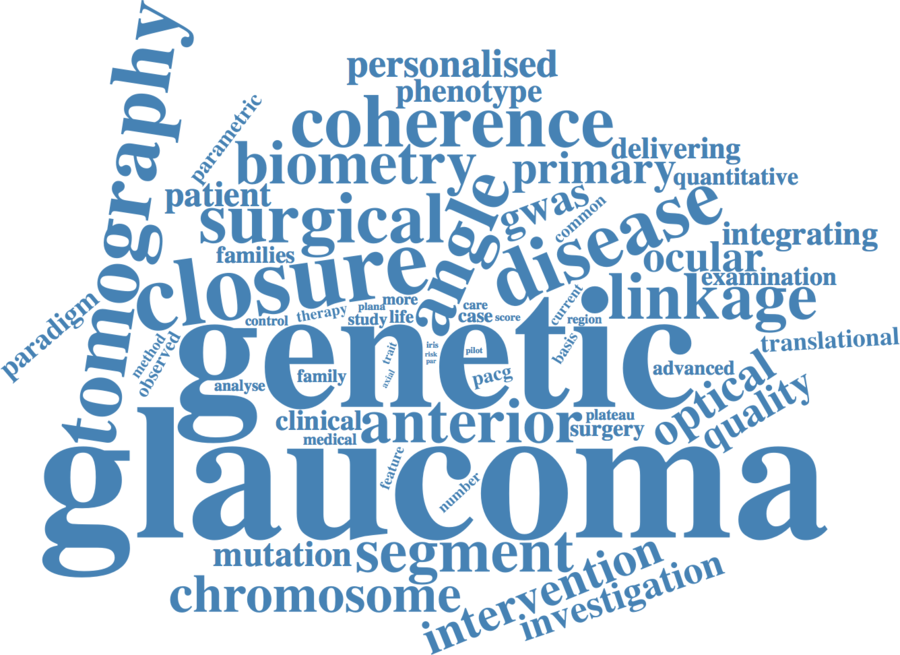 tomography
personalised
phenotype
parametric
coherence
delivering
biometry
primary
quantitative
patient
angle
gwas
common
disease
surgical
integrating
families
ocular
closure
examination
linkage
paradigm
more
plana
care
current
control
therapy
study
life
case
score
region
translational
method
observed
genetic
iris
risk
par
trait
axial
pilot
basis
analyse
family
pacg
advanced
optical
quality
clinical
anterior
plateau
medical
surgery
glaucoma
feature
number
mutation
segment
chromosome
intervention
investigation